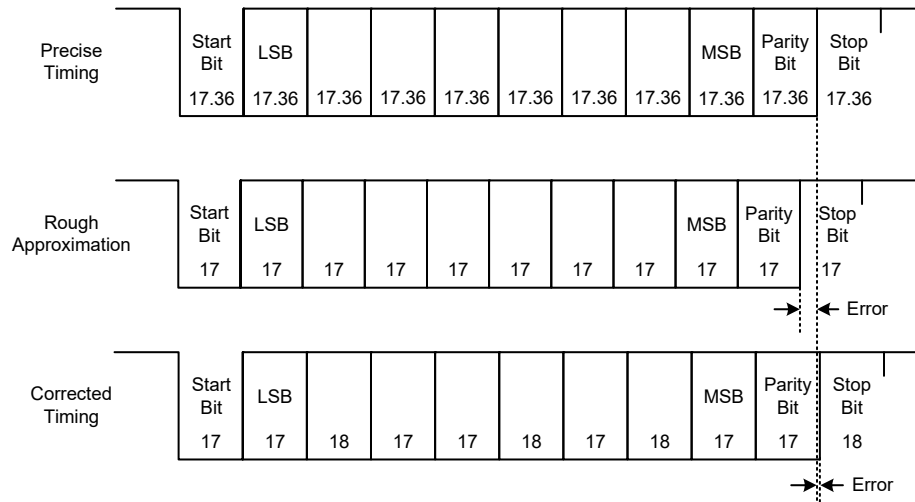 Precise
Timing
Start
Bit
LSB
MSB
Parity
Bit
Stop
Bit
17.36 17.36 17.36 17.36 17.36 17.36 17.36 17.36 17.36 17.36
Rough
Approximation
Start
Bit
LSB
MSB
Parity
Bit
Stop
Bit
17 17 17 17 17 17 17 17 17 17
Error
Corrected
Timing
Start
Bit
LSB
MSB
Parity
Bit
Stop
Bit
17 17 18 17 17 18 17 18 17 17 18
Error